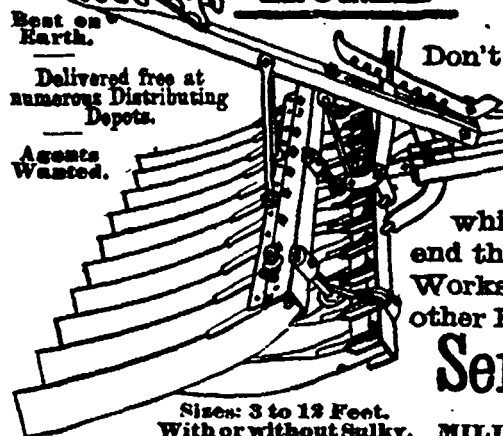 Best on
Earth.
Delivered free at
numerous Distributing
Depots.
Agents
Wanted.
Don't
whi
end th
Works
other
Sizes: 3 to 12 Feet.
With or without Sulky.